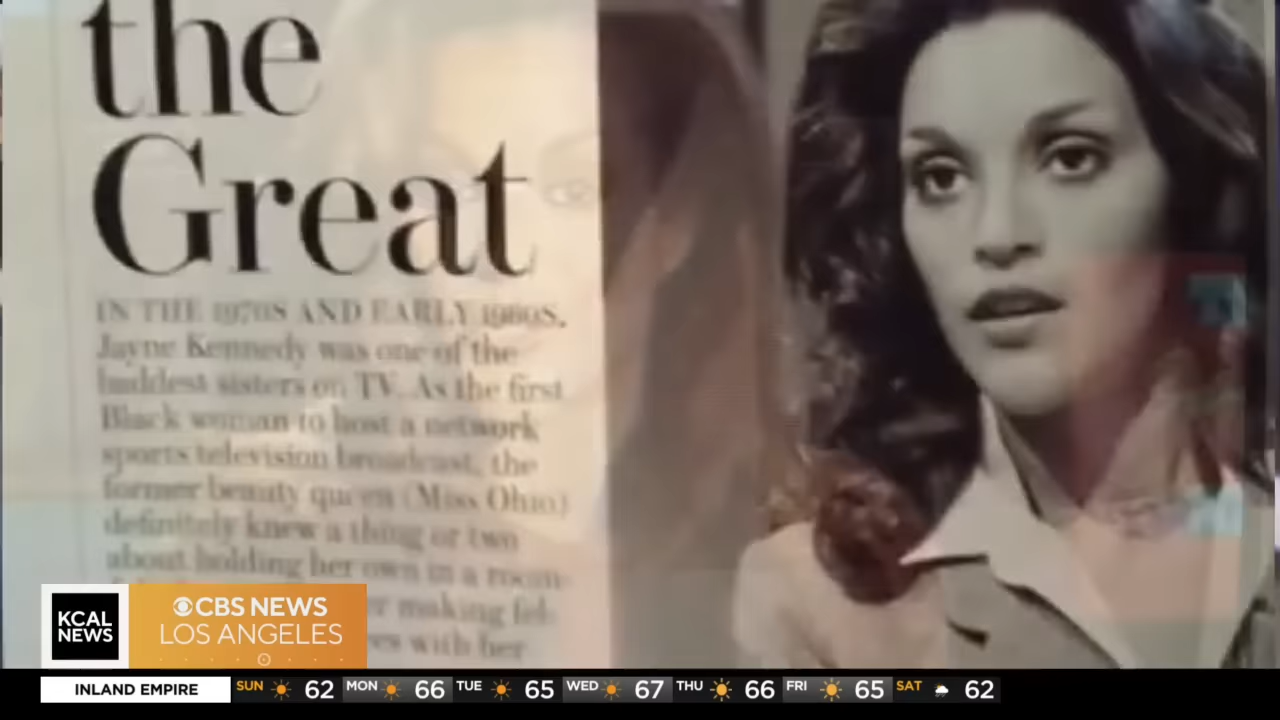 the
Great
IN THE 1970S AND EARLY 1980S,
Jayne Kennedy was one of the
baddest sisters on TV. As the first
Black woman to host a network
sports television broadcast, the
former beauty queen (Miss Ohio)
definitely knew a thing or two
about holding her own in a room
making fel-
with her
KCAL
NEWS
CBS NEWS
LOS ANGELES
INLAND EMPIRE SUN 62 MON 66 TUE 65 WED 67 THU 66 FRI 65 SAT 62